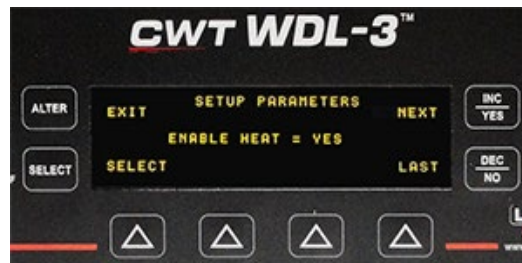 CWT WDL-3™
ALTER
EXIT
SETUP PARAMETERS
NEXT
INC
YES
ENABLE HEAT = YES
SELECT
SELECT
LAST
DEC
NO